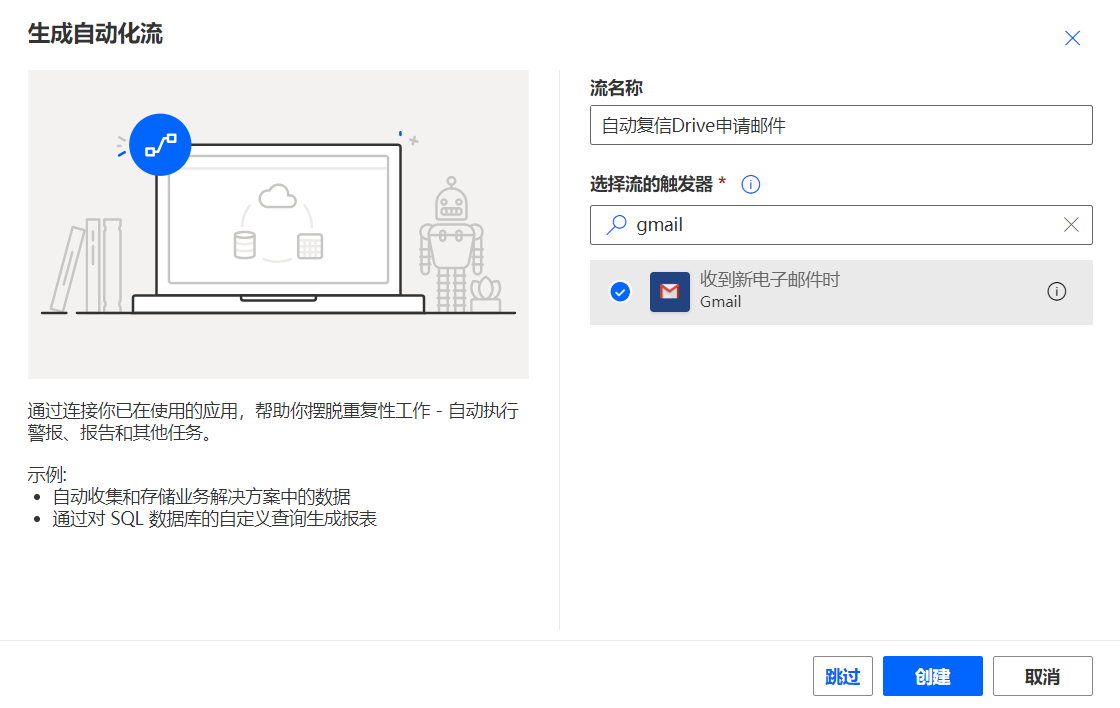 生成自动化流
通过连接你已在使用的应用，帮助你摆脱重复性工作 - 自动执行
警报、报告和其他任务。
示例:
自动收集和存储业务解决方案中的数据
通过对 SQL 数据库的自定义查询生成报表
流名称
自动复信Drive申请邮件
选择流的触发器 *
gmail
收到新电子邮件时
Gmail
跳过
创建
取消